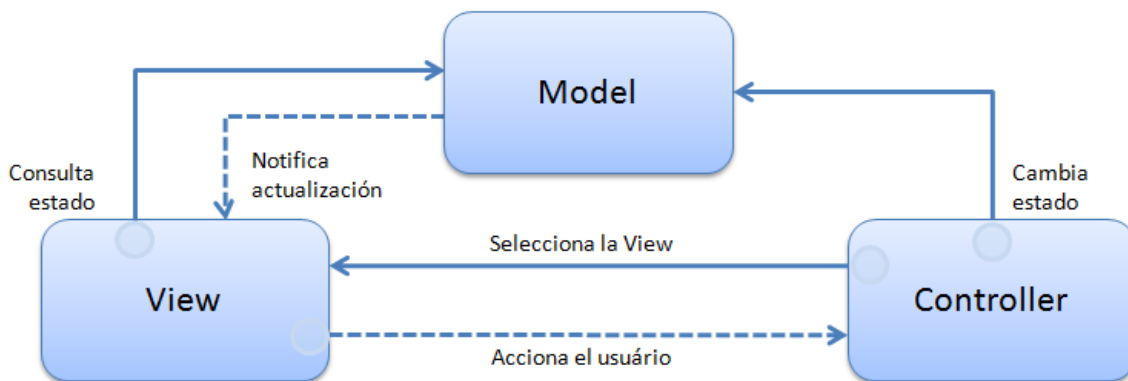 Model
Notifica
actualización
Consulta
estado
Cambia
estado
Selecciona la View
View
Controller
Acciona el usuário